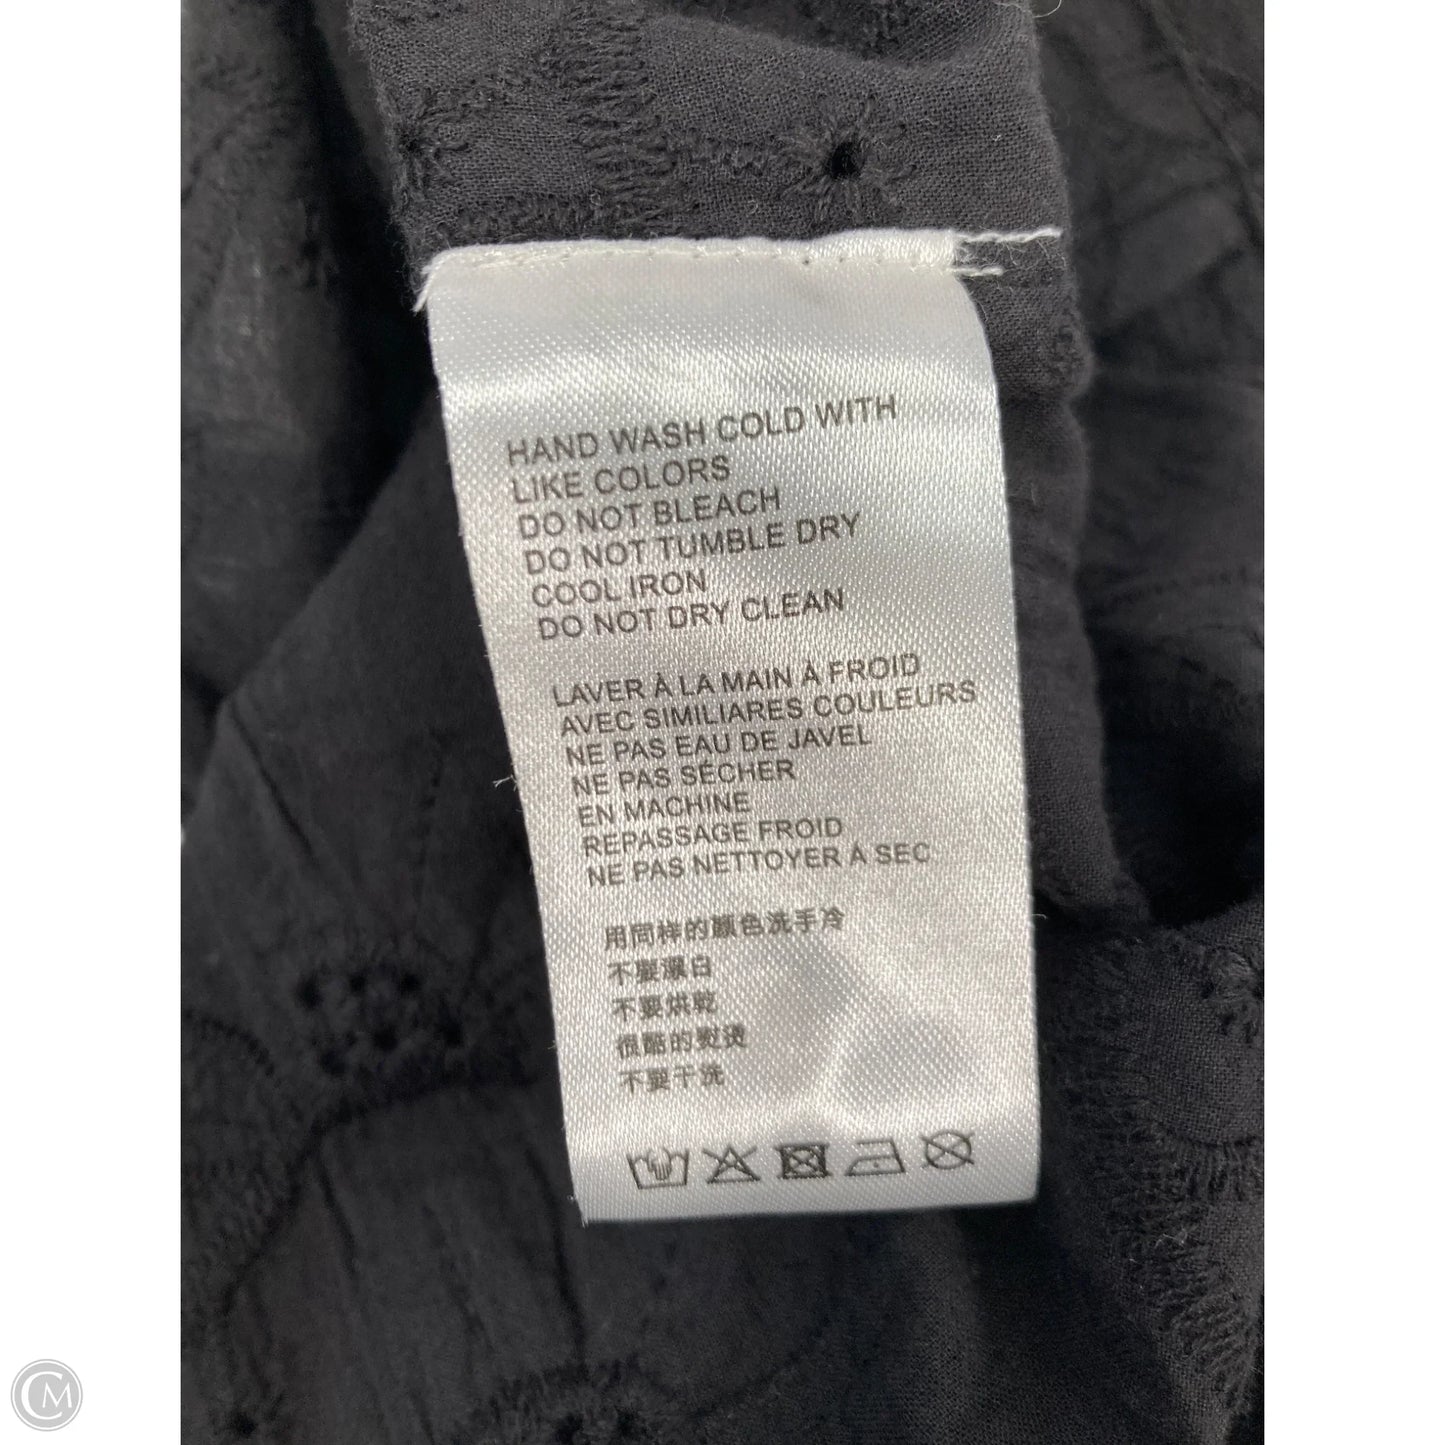 HAND WASH COLD WITH
LIKE COLORS
DO NOT BLEACH
DO NOT TUMBLE DRY
COOL IRON
DO NOT DRY CLEAN
LAVER À LA MAIN À FROID
AVEC SIMILIARES COULEURS
NE PAS EAU DE JAVEL
NE PAS SÉCHER
EN MACHINE
REPASSAGE FROID
NE PAS NETTOYER À SEC
用同样的颜色洗手冷
不要漂白
不要烘乾
很酷的熨烫
不要干洗
CM